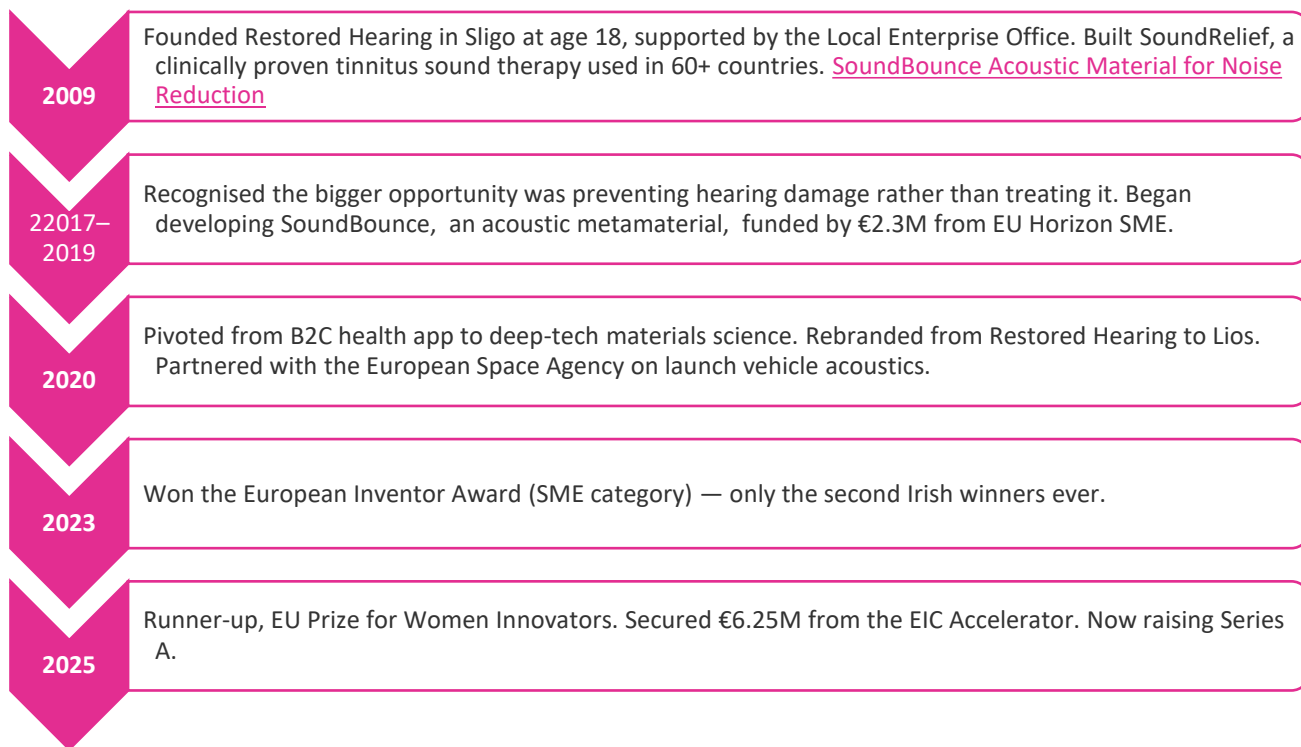 2009
Founded Restored Hearing in Sligo at age 18, supported by the Local Enterprise Office. Built SoundRelief, a
clinically proven tinnitus sound therapy used in 60+ countries. SoundBounce Acoustic Material for Noise
Reduction
22017–
2019
Recognised the bigger opportunity was preventing hearing damage rather than treating it. Began
developing SoundBounce,  an acoustic metamaterial,  funded by €2.3M from EU Horizon SME.
2020
Pivoted from B2C health app to deep-tech materials science. Rebranded from Restored Hearing to Lios.
Partnered with the European Space Agency on launch vehicle acoustics.
2023
Won the European Inventor Award (SME category) — only the second Irish winners ever.
2025
Runner-up, EU Prize for Women Innovators. Secured €6.25M from the EIC Accelerator. Now raising Series
A.